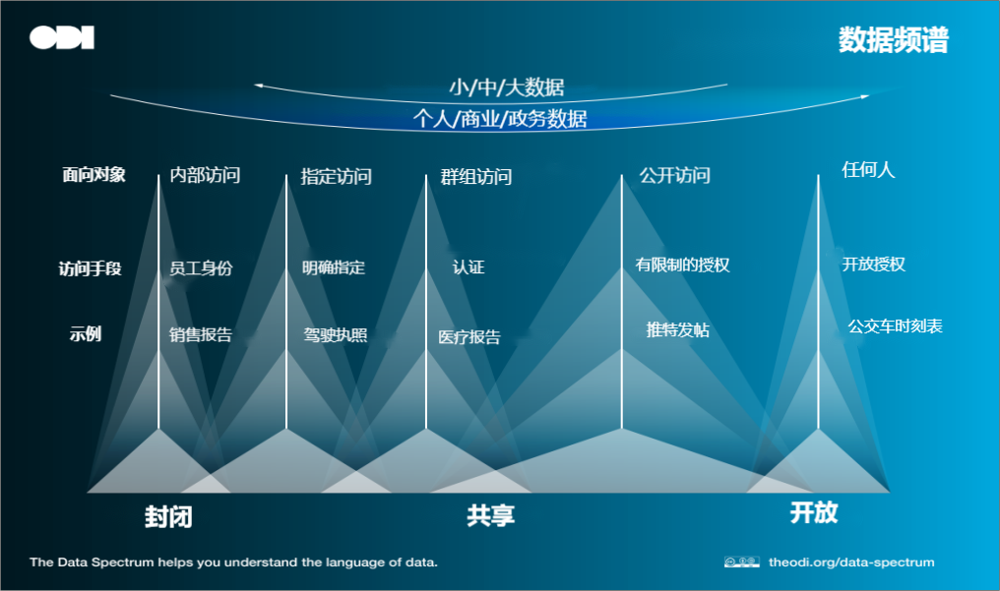 ODI
数据频谱
小/中/大数据
个人/商业/政务数据
面向对象 内部访问 指定访问 群组访问 公开访问 任何人
访问手段 员工身份 明确指定 认证 有限制的授权 开放授权
示例 销售报告 驾驶执照 医疗报告 推特发帖 公交车时刻表
封闭 共享 开放
The Data Spectrum helps you understand the language of data.
theodi.org/data-spectrum